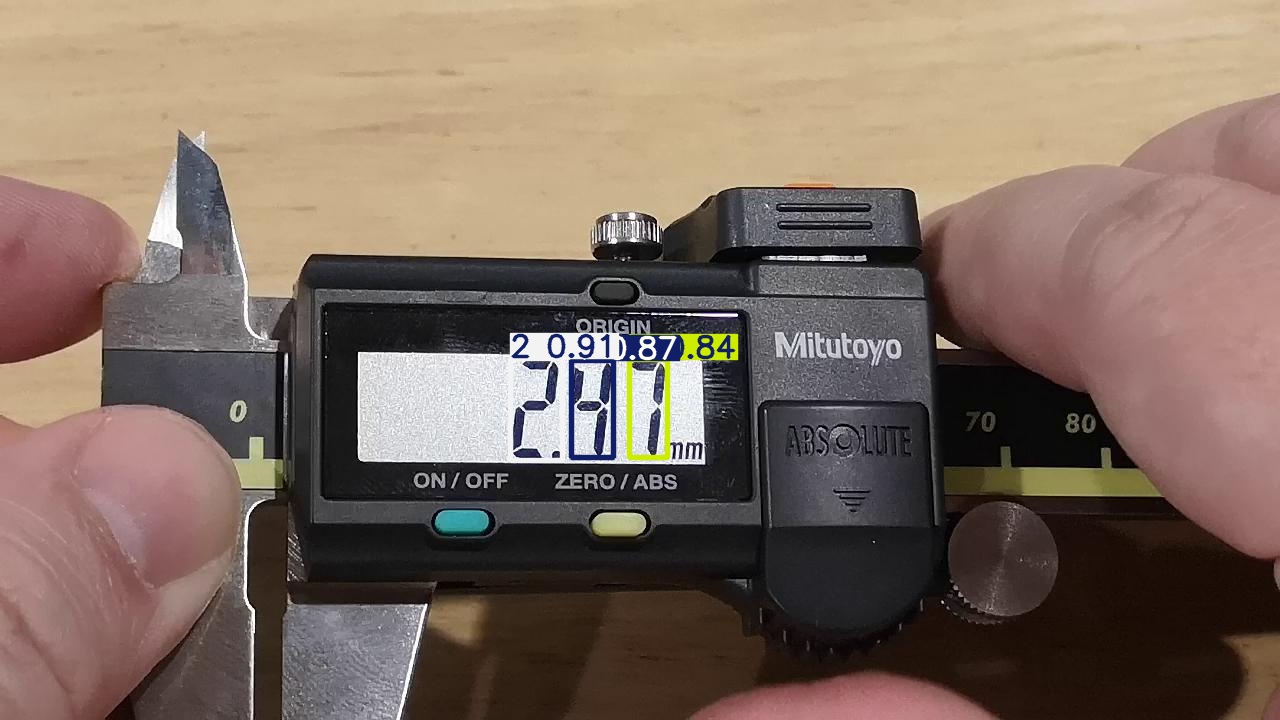 ORIGIN
2 0.91 0.87 0.84
Mitutoyo
2.47 mm
ABSOLUTE
ON / OFF ZERO / ABS
0 70 80